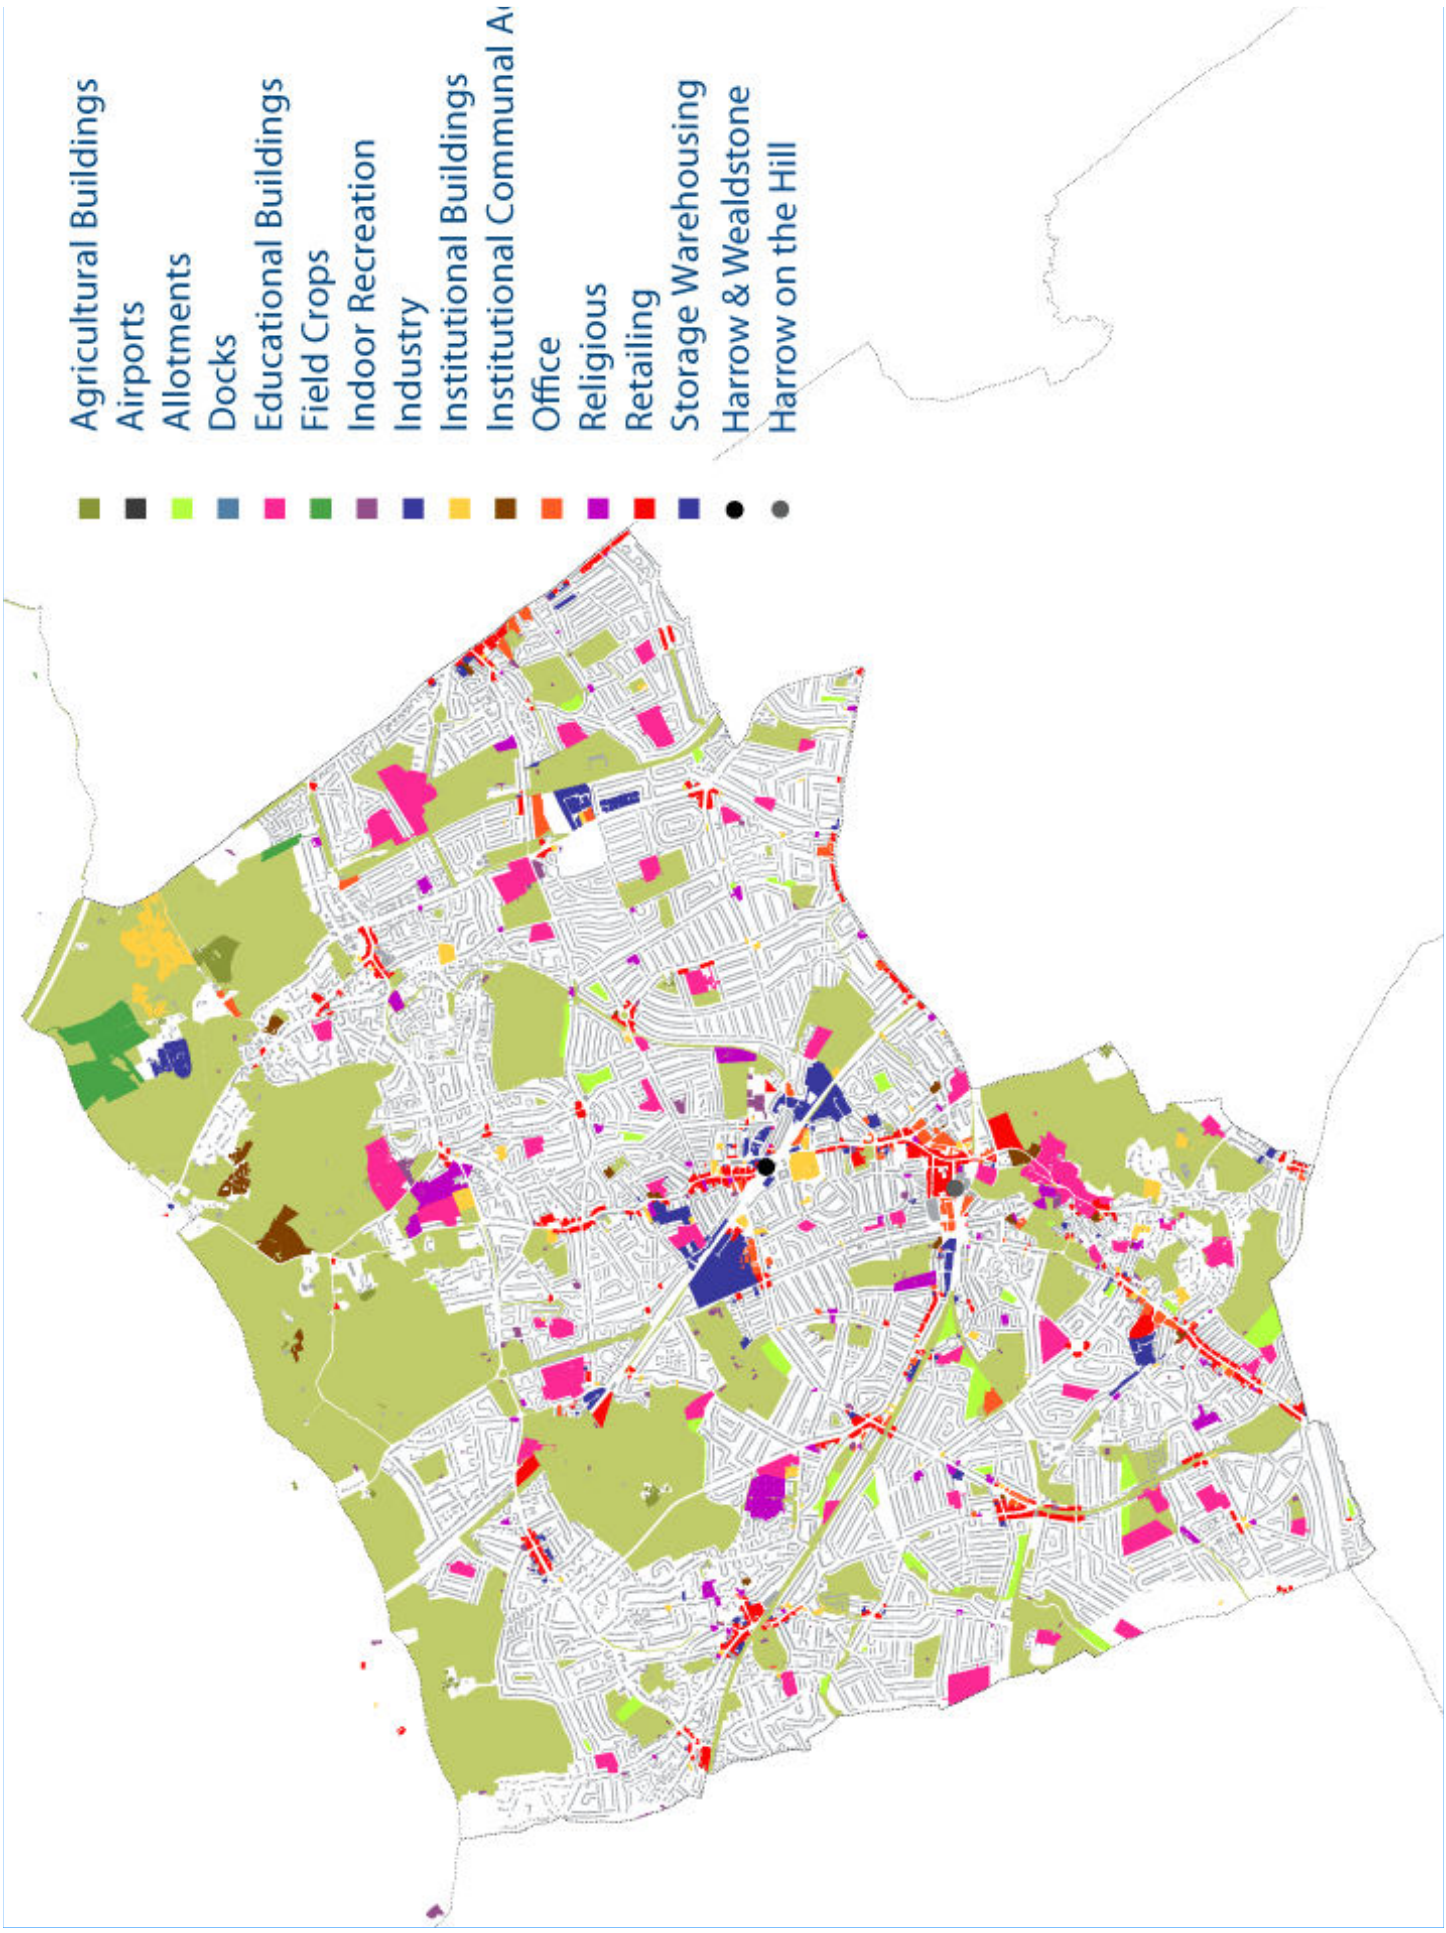 Agricultural Buildings
Airports
Allotments
Docks
Educational Buildings
Field Crops
Indoor Recreation
Industry
Institutional Buildings
Institutional Communal
Office
Religious
Retailing
Storage Warehousing
Harrow & Wealdstone
Harrow on the Hill